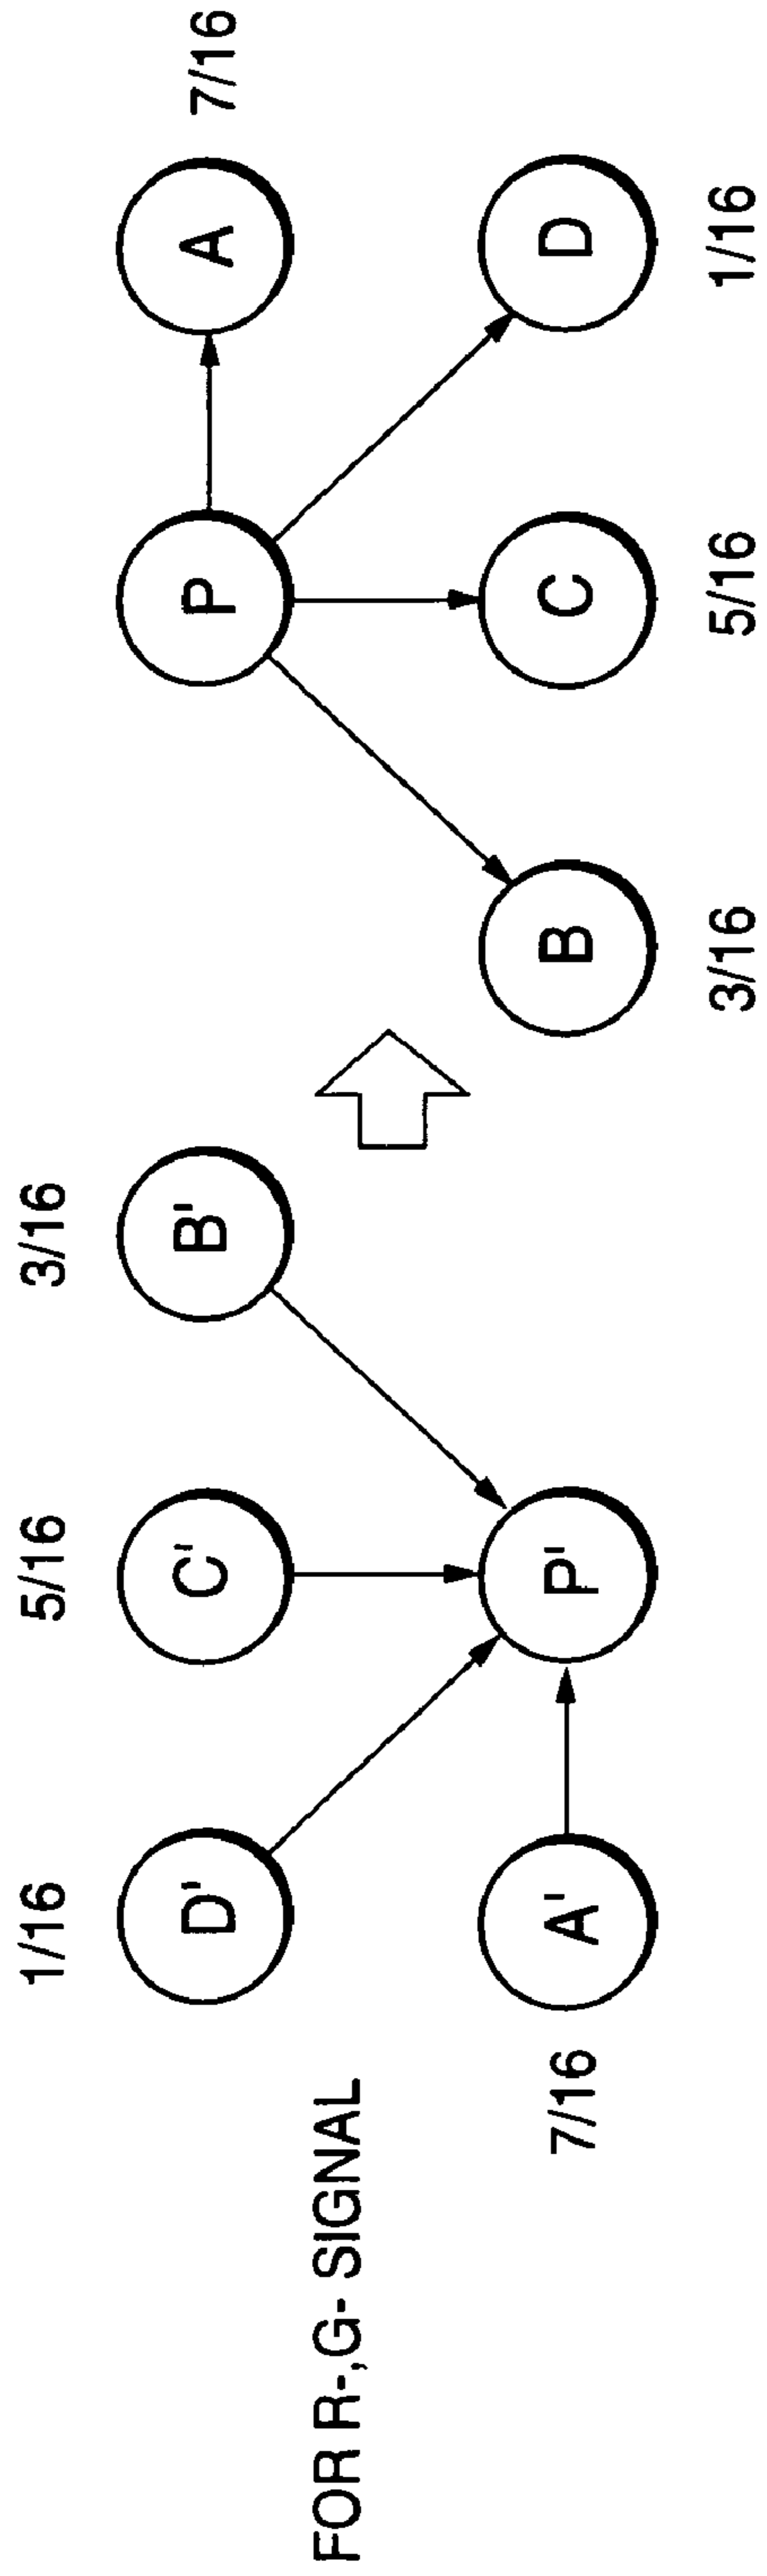 FOR R-,G- SIGNAL
1/16
5/16
3/16
D'
C'
B'
7/16
A'
P'
P
A
7/16
B
C
D
3/16
5/16
1/16